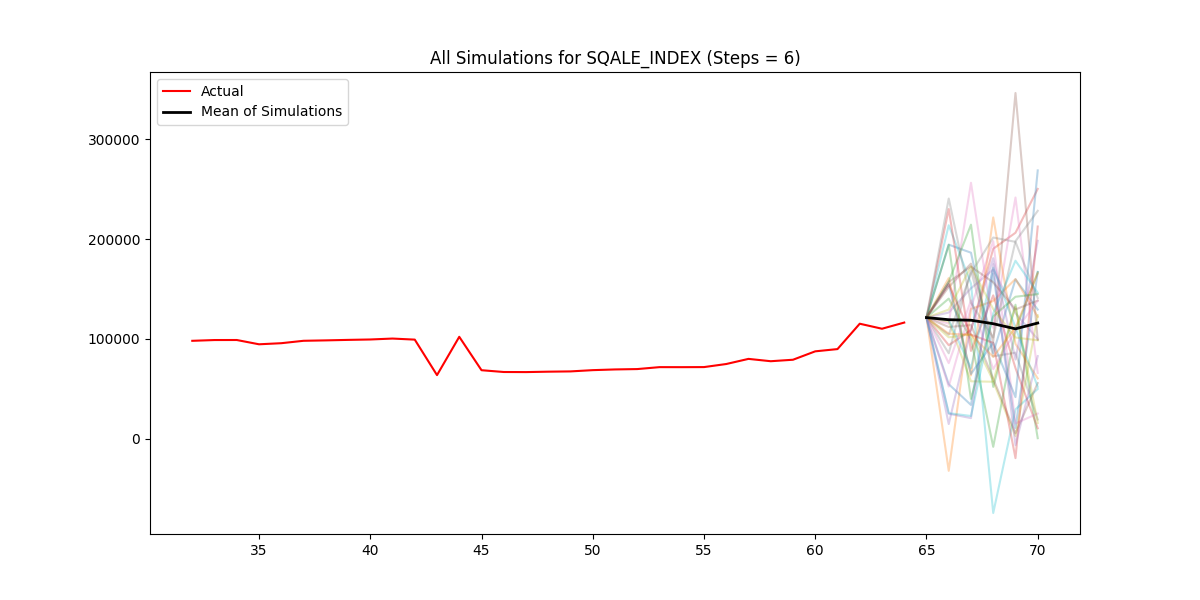 All Simulations for SQALE_INDEX (Steps = 6)
Actual
Mean of Simulations
300000
200000
100000
0
35 40 45 50 55 60 65 70